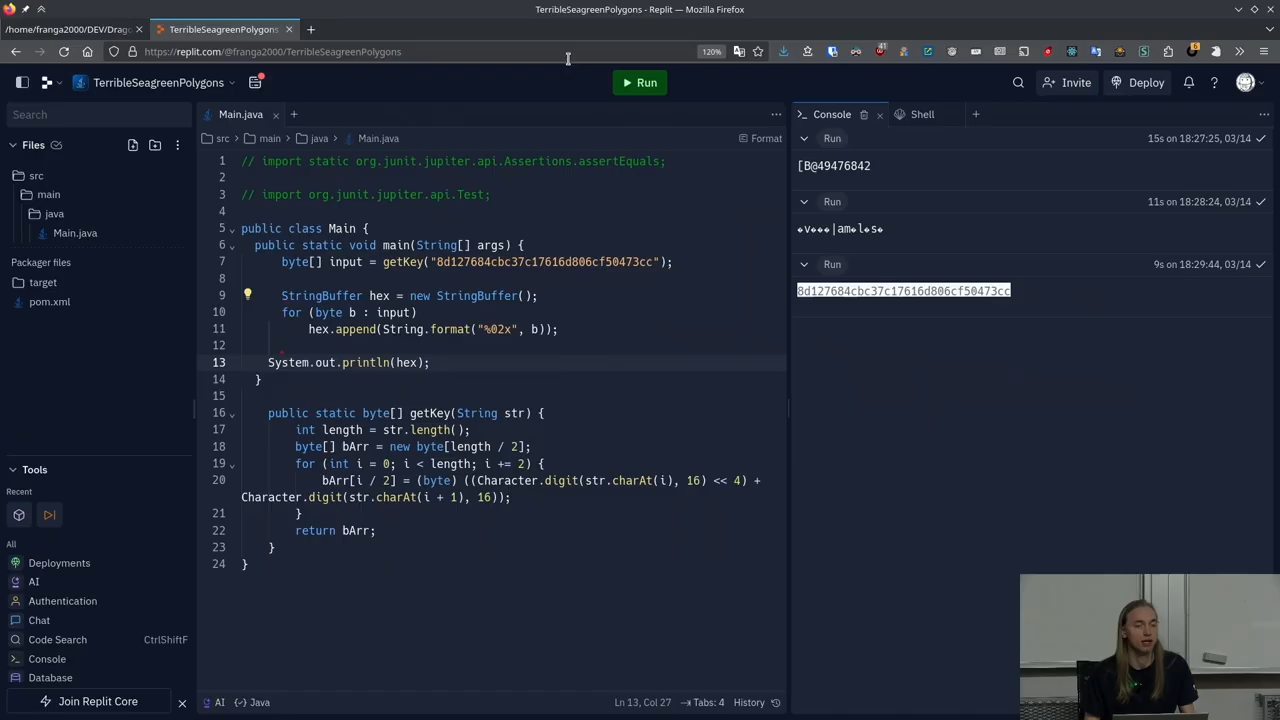 TerribleSeagreenPolygons - Replit — Mozilla Firefox
/home/franga2000/DEV/Drago
TerribleSeagreenPolygons - Replit
https://replit.com/@franga2000/TerribleSeagreenPolygons
120%
41
6
TerribleSeagreenPolygons
Run
Invite
Deploy
Search
Main.java
Console
Shell
Files
src
main
java
Main.java
Format
src
main
java
Main.java
Packager files
target
pom.xml
1 // import static org.junit.jupiter.api.Assertions.assertEquals;
2
3 // import org.junit.jupiter.api.Test;
4
5 public class Main {
6 public static void main(String[] args) {
7 byte[] input = getKey("8d127684cbc37c17616d806cf50473cc");
8
9 StringBuffer hex = new StringBuffer();
10 for (byte b : input)
11 hex.append(String.format("%02x", b));
12
13 System.out.println(hex);
14 }
15
16 public static byte[] getKey(String str) {
17 int length = str.length();
18 byte[] bArr = new byte[length / 2];
19 for (int i = 0; i < length; i += 2) {
20 bArr[i / 2] = (byte) ((Character.digit(str.charAt(i), 16) << 4) +
Character.digit(str.charAt(i + 1), 16));
21 }
22 return bArr;
23 }
24 }
Run
15s on 18:27:25, 03/14
[B@49476842
Run
11s on 18:28:24, 03/14
�v���|am�l�s�
Run
9s on 18:29:44, 03/14
8d127684cbc37c17616d806cf50473cc
Tools
Recent
All
Deployments
AI
Authentication
Chat
Code Search
CtrlShiftF
Console
Database
Join Replit Core
AI
Java
Ln 13, Col 27
Tabs: 4
History